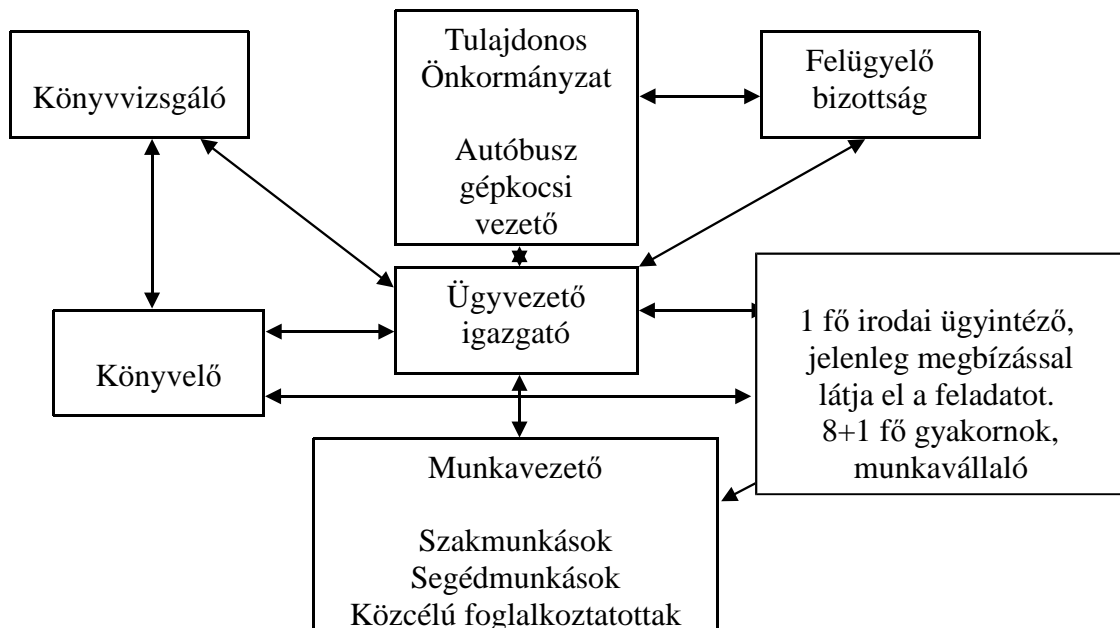 Tulajdonos
Önkormányzat
Autóbusz
gépkocsi
vezető
Könyvvizsgáló
Felügyelő
bizottság
Ügyvezető
igazgató
Könyvelő
1 fő irodai ügyintéző,
jelenleg megbízással
látja el a feladatot.
8+1 fő gyakornok,
munkavállaló
Munkavezető
Szakmunkások
Segédmunkások
Közcélú foglalkoztatottak